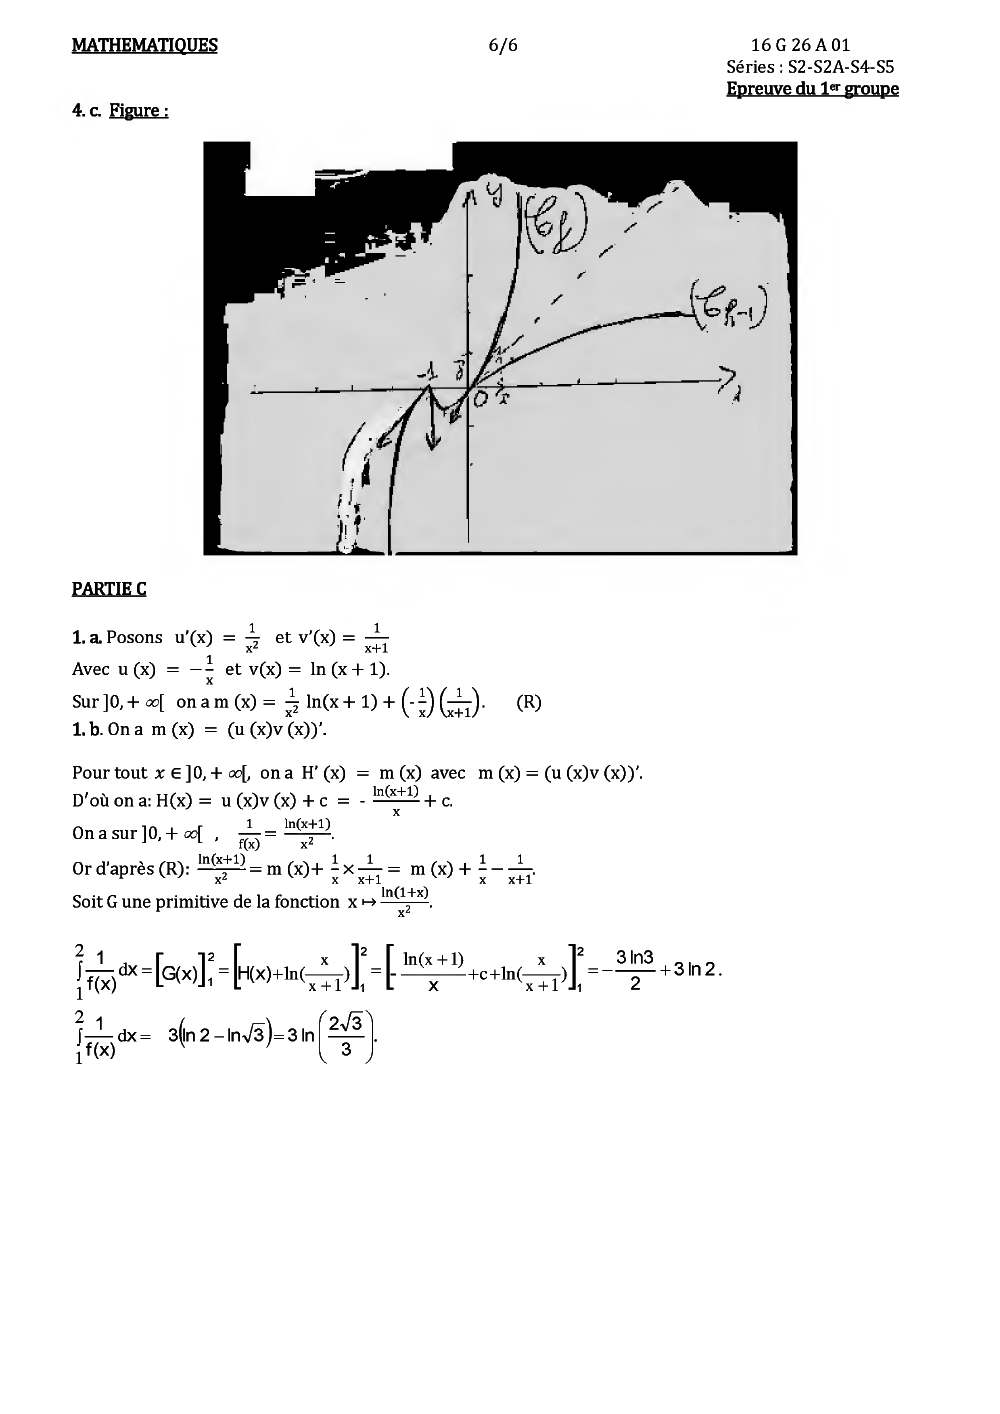 MATHEMATIQUES 6/6 16 G 26 A 01
Séries : S2-S2A-S4-S5
Epreuve du 1er groupe
4. c. Figure :
y
(𝒞f)
(𝒞h-1)
-1
O
PARTIE C
1. a. Posons u'(x) = 1/x² et v'(x) = 1/(x+1)
Avec u (x) = −1/x et v(x) = ln (x + 1).
Sur ]0, + ∞[ on a m (x) = 1/x² ln(x + 1) + (-1/x)(1/(x+1)). (R)
1. b. On a m (x) = (u (x)v (x))'.
Pour tout x ∈ ]0, + ∞[, on a H' (x) = m (x) avec m (x) = (u (x)v (x))'.
D'où on a: H(x) = u (x)v (x) + c = - ln(x+1)/x + c.
On a sur ]0, + ∞[ , 1/f(x) = ln(x+1)/x².
Or d'après (R): ln(x+1)/x² = m (x)+ 1/x × 1/(x+1) = m (x) + 1/x − 1/(x+1).
Soit G une primitive de la fonction x ↦ ln(1+x)/x².
∫₁² 1/f(x) dx = [G(x)]₁² = [H(x)+ln(x/(x+1))]₁² = [- ln(x+1)/x +c+ln(x/(x+1))]₁² = − 3 ln3/2 + 3 ln 2 .
∫₁² 1/f(x) dx = 3(ln 2 − ln√3) = 3 ln (2√3/3).